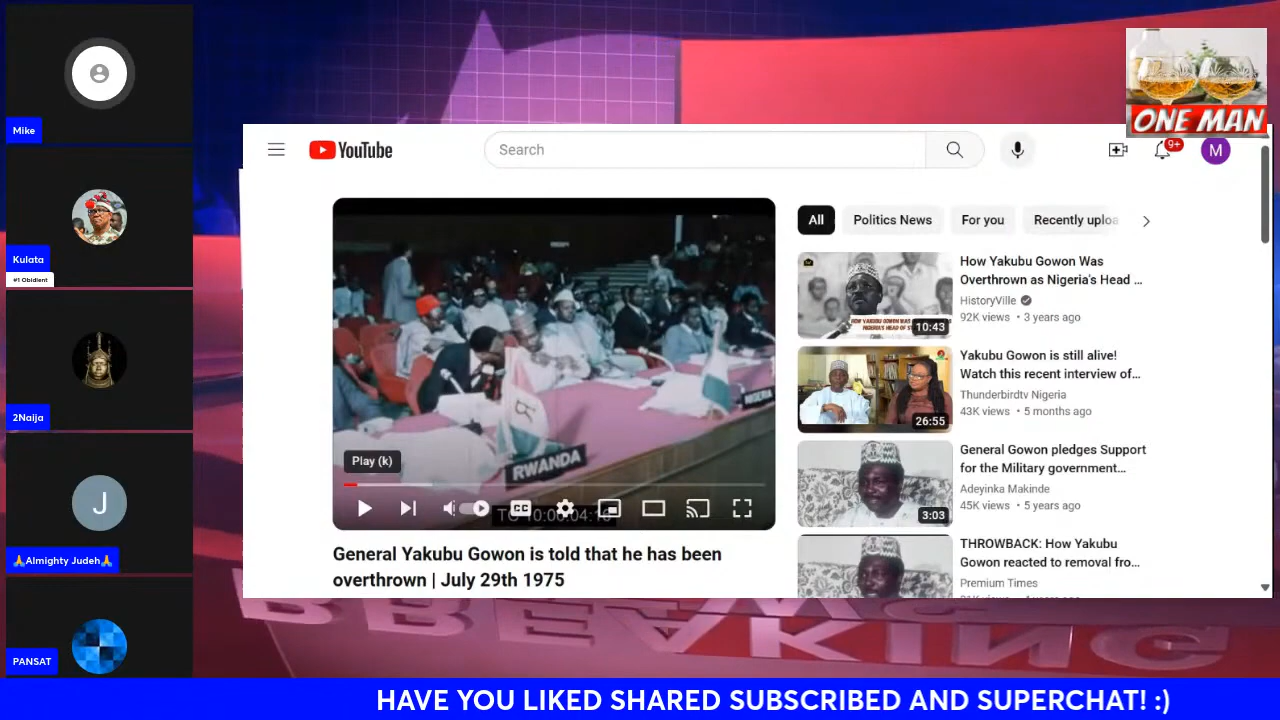 Mike
Kulata
#1 Obidient
2Naija
🙏Almighty Judeh🙏
J
PANSAT
ONE MAN
YouTube
Search
9+
M
RWANDA
NIGERIA
Play (k)
CC
General Yakubu Gowon is told that he has been
overthrown | July 29th 1975
All
Politics News
For you
Recently uploa
How Yakubu Gowon Was
Overthrown as Nigeria's Head ...
HistoryVille
92K views • 3 years ago
10:43
Yakubu Gowon is still alive!
Watch this recent interview of...
Thunderbirdtv Nigeria
43K views • 5 months ago
26:55
General Gowon pledges Support
for the Military government...
Adeyinka Makinde
45K views • 5 years ago
3:03
THROWBACK: How Yakubu
Gowon reacted to removal fro...
Premium Times
BREAKING
HAVE YOU LIKED SHARED SUBSCRIBED AND SUPERCHAT! :)